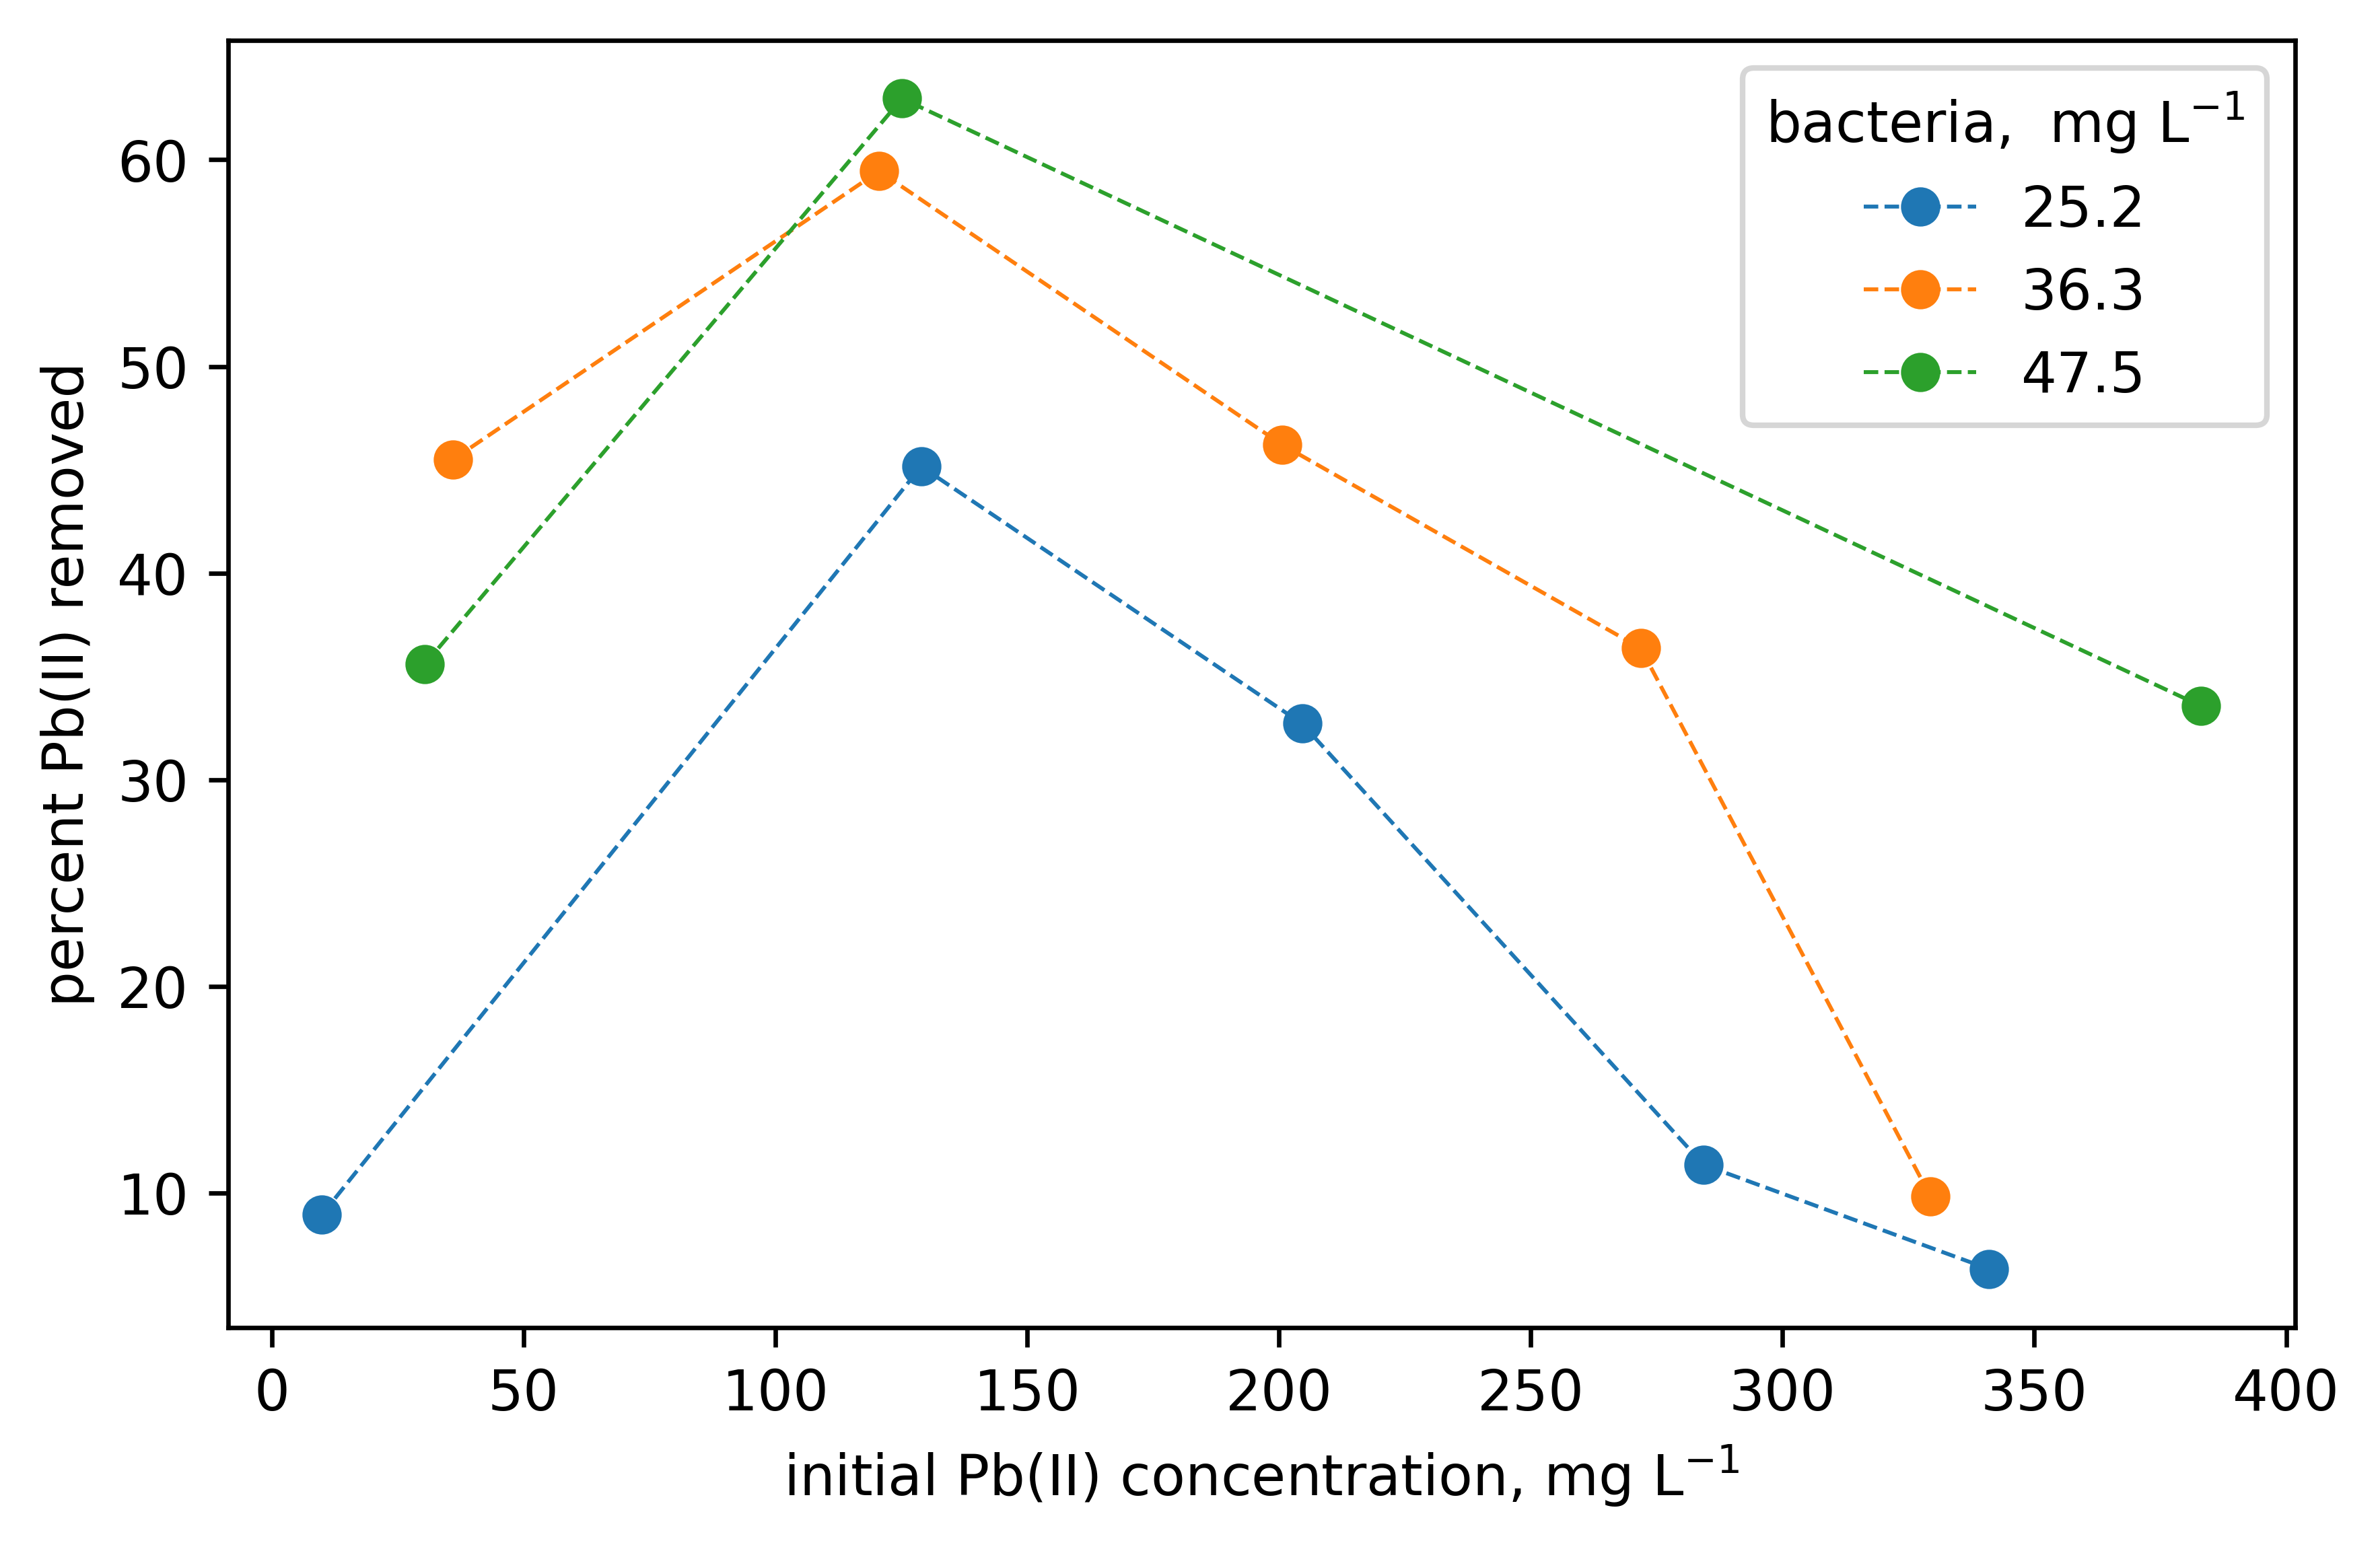 bacteria,  mg L⁻¹
25.2
36.3
47.5
percent Pb(II) removed
60
50
40
30
20
10
0 50 100 150 200 250 300 350 400
initial Pb(II) concentration, mg L⁻¹